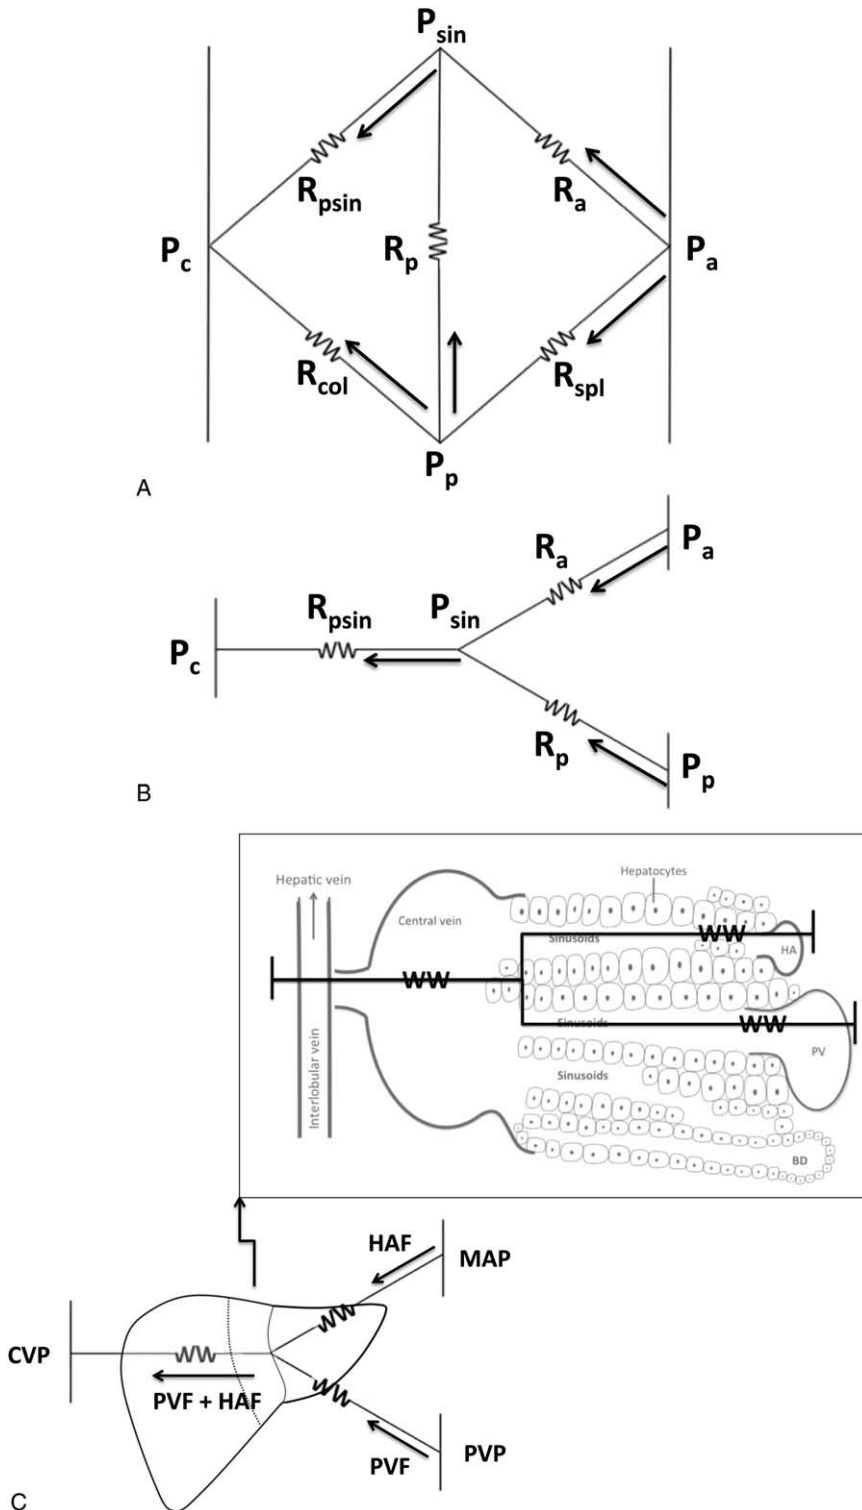 P_sin
R_psin
R_a
P_c
R_p
P_a
R_col
R_spl
P_p
A
R_a
P_a
R_psin
P_sin
P_c
R_p
P_p
B
Hepatic vein
Hepatocytes
Central vein
Sinusoids
HA
Interlobular vein
Sinusoids
PV
Sinusoids
BD
HAF
MAP
CVP
PVF + HAF
PVF
PVP
C